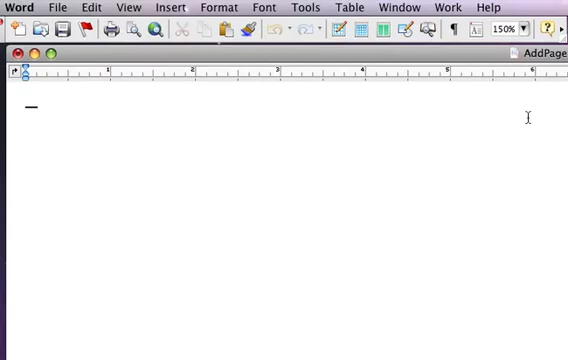 Word File Edit View Insert Format Font Tools Table Window Work Help
150%
AddPage
1 2 3 4 5 6